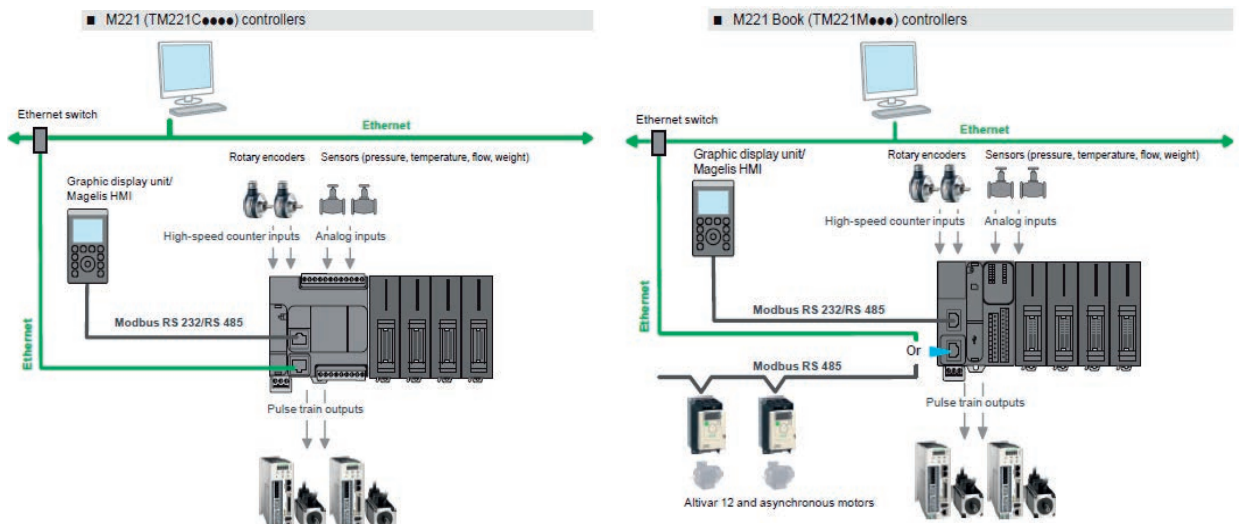 ■ M221 (TM221C●●●●) controllers
Ethernet switch
Ethernet
Rotary encoders
Sensors (pressure, temperature, flow, weight)
Graphic display unit/
Magelis HMI
High-speed counter inputs
Analog inputs
Ethernet
Modbus RS 232/RS 485
Pulse train outputs
■ M221 Book (TM221M●●●) controllers
Ethernet switch
Ethernet
Graphic display unit/
Magelis HMI
Rotary encoders
Sensors (pressure, temperature, flow, weight)
High-speed counter inputs
Analog inputs
Ethernet
Modbus RS 232/RS 485
Or
Modbus RS 485
Pulse train outputs
Altivar 12 and asynchronous motors